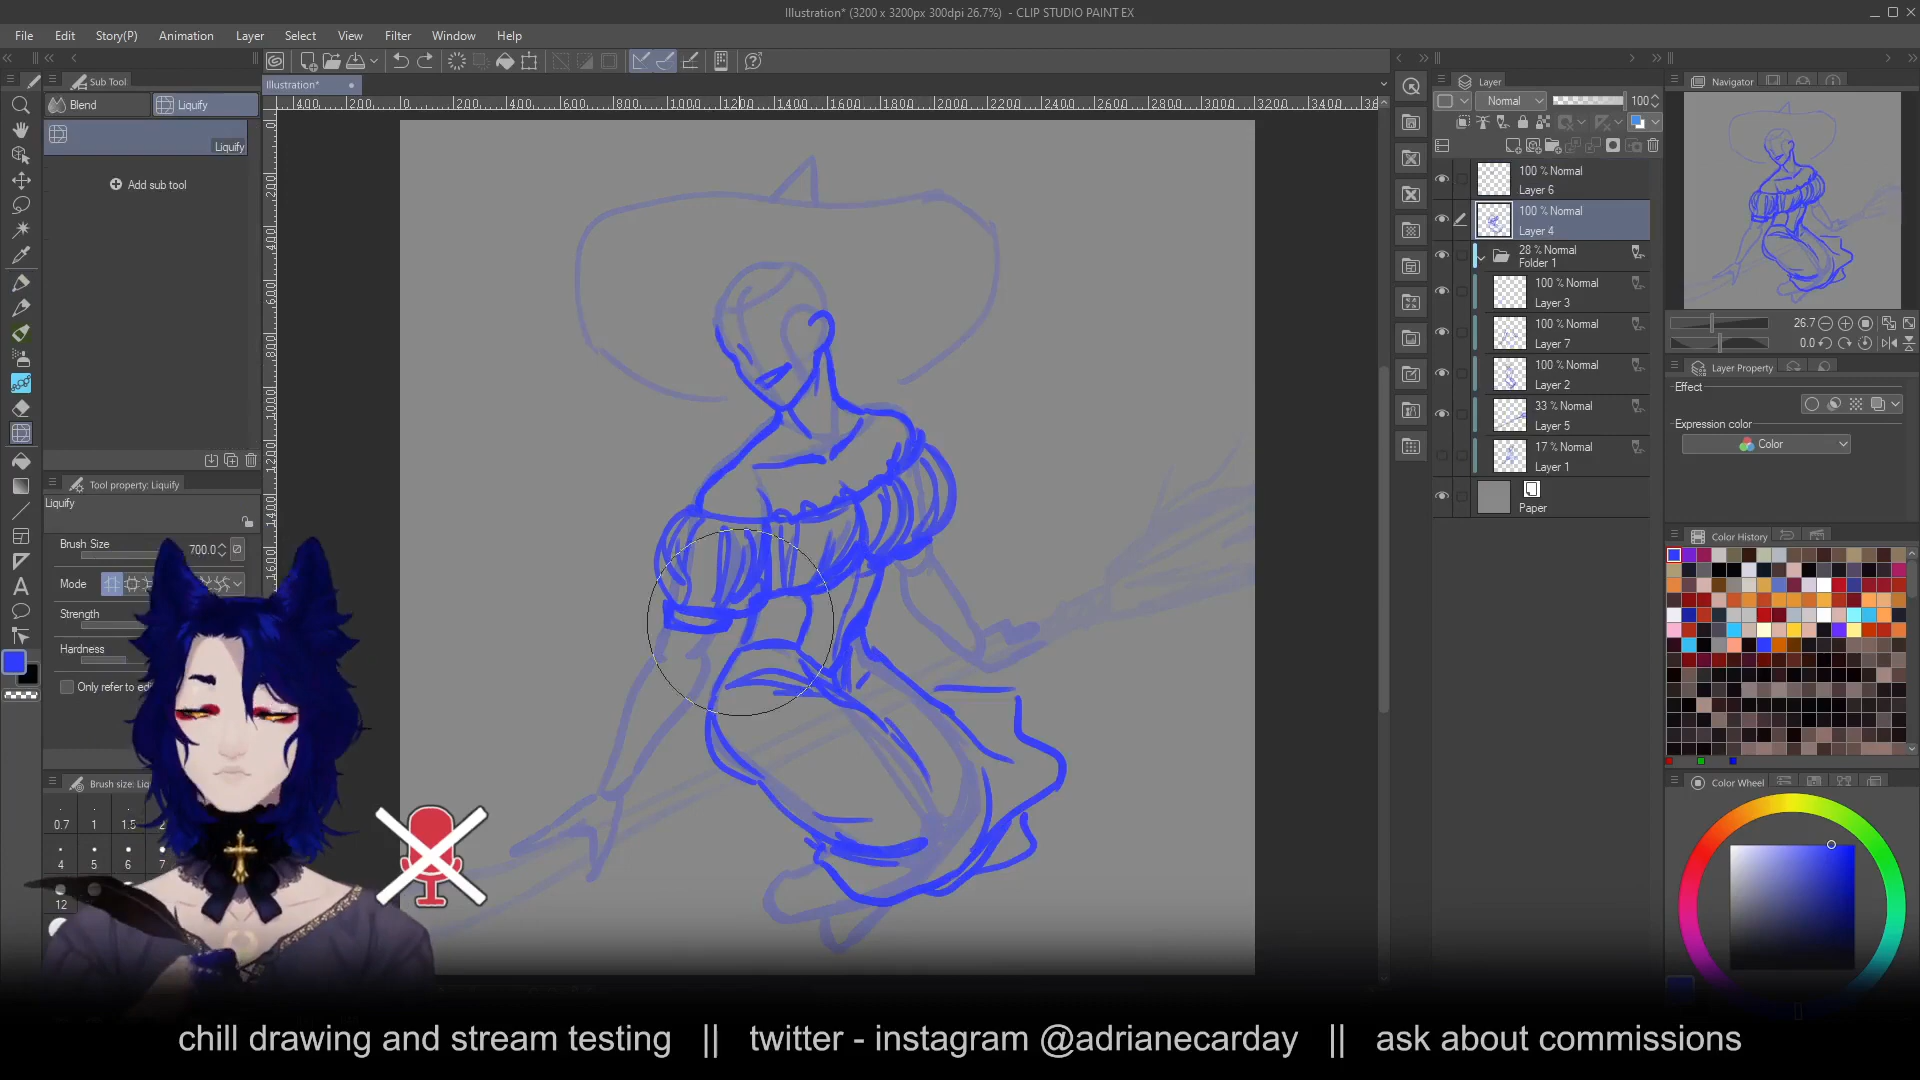 Illustration* (3200 x 3200px 300dpi 26.7%)  - CLIP STUDIO PAINT EX
File Edit Story(P) Animation Layer Select View Filter Window Help
Sub Tool
Blend Liquify
Liquify
Add sub tool
Tool property: Liquify
Liquify
Brush Size 700.0
Mode
Strength
Hardness
Only refer to
Brush size:
0.7 1 1.5
4 5 6 7
12
Illustration*
Layer
Normal 100
100 % Normal
Layer 6
100 % Normal
Layer 4
28 % Normal
Folder 1
100 % Normal
Layer 3
100 % Normal
Layer 7
100 % Normal
Layer 2
33 % Normal
Layer 5
17 % Normal
Layer 1
Paper
Navigator
26.7
0.0
Layer Property
Effect
Expression color
Color
Color History
Color Wheel
chill drawing and stream testing || twitter - instagram @adrianecarday || ask about commissions